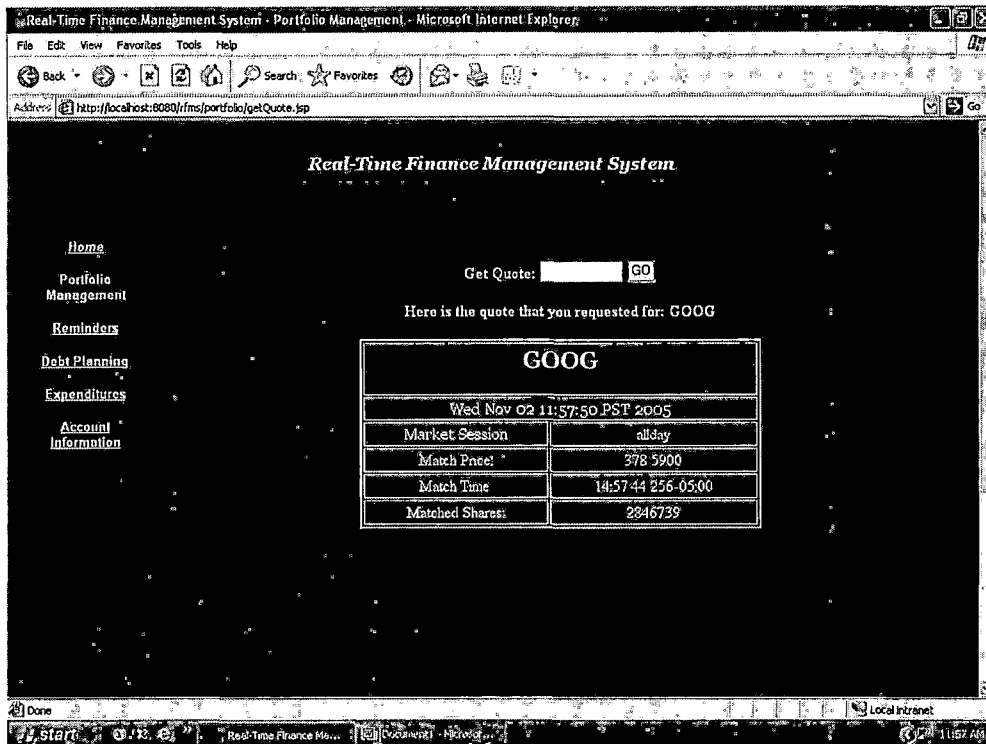 Real-Time Finance Management System - Portfolio Management - Microsoft Internet Explorer
File Edit View Favorites Tools Help
Back Search Favorites
Address http://localhost:8080/rfms/portfolio/getQuote.jsp Go
Real-Time Finance Management System
Home
Portfolio
Management
Reminders
Debt Planning
Expenditures
Account
Information
Get Quote: GO
Here is the quote that you requested for: GOOG
GOOG
Wed Nov 02 11:57:50 PST 2005
Market Session allday
Match Price: 378 5900
Match Time 14:57:44 256-05:00
Matched Shares: 2846739
Done Local intranet
start Real-Time Finance Ma... Document1 - 11:57 AM